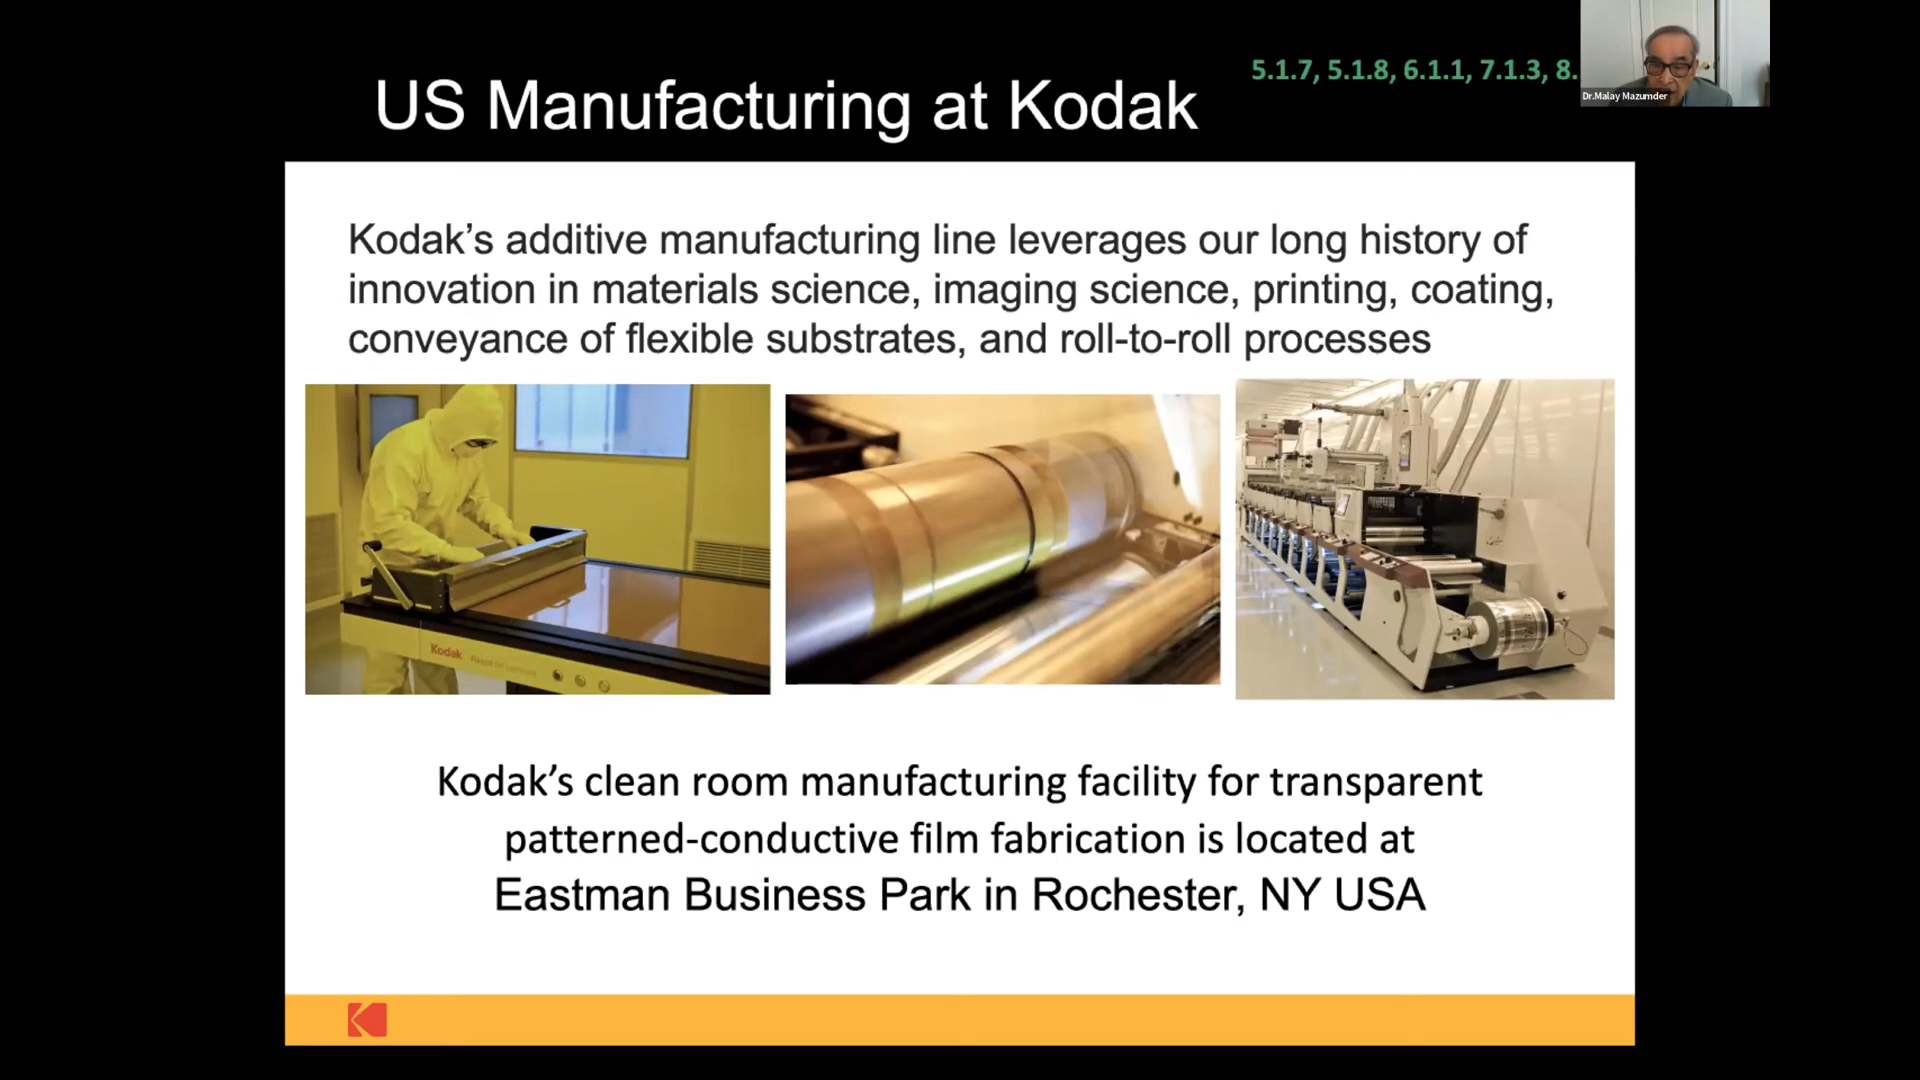 US Manufacturing at Kodak
5.1.7, 5.1.8, 6.1.1, 7.1.3, 8.
Dr.Malay Mazumder
Kodak’s additive manufacturing line leverages our long history of
innovation in materials science, imaging science, printing, coating,
conveyance of flexible substrates, and roll-to-roll processes
Kodak
Kodak’s clean room manufacturing facility for transparent
patterned-conductive film fabrication is located at
Eastman Business Park in Rochester, NY USA